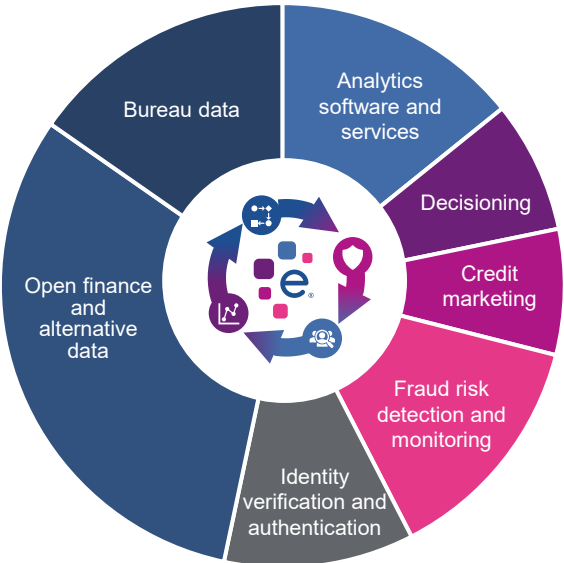 Bureau data
Analytics
software and
services
Decisioning
Credit
marketing
Fraud risk
detection and
monitoring
Identity
verification and
authentication
Open finance
and
alternative
data
e®